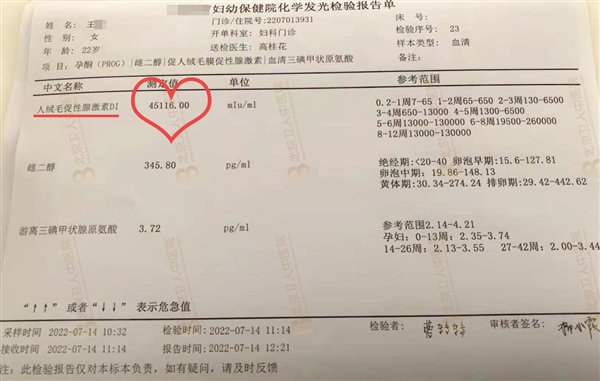 妇幼保健院化学发光检验报告单
姓 名: 王
门诊/住院号: 2207013931
床 号:
性 别: 女
开单科室: 妇科门诊
检验序号: 23
年 龄: 22岁
送检医生: 高桂花
样本类型: 血清
项 目: 孕酮 (PROG) | 雌二醇 | 促人绒毛膜促性腺激素 | 血清三碘甲状原氨酸
备注:
中文名称 测定值 单位 参考范围
人绒毛促性腺激素DI 45116.00 mlu/ml 0.2-1周7-65 1-2周65-650 2-3周130-6500
3-4周650-13000 4-5周1300-6500
5-6周13000-130000 6-8周19500-260000
8-12周13000-130000
雌二醇 345.80 pg/ml 绝经期:<20-40 卵泡早期:15.6-127.81
卵泡中期: 19.86-148.13
黄体期: 30.34-274.24 排卵期: 29.42-442.62
游离三碘甲状腺原氨酸 3.72 pg/ml 参考范围2.14-4.21
孕妇: 0-13周: 2.35-3.74
14-26周: 2.13-3.55 27-42周: 2.00-3.44
"↑↑" 或者"↓↓" 表示危急值
采样时间 2022-07-14 10:32 检验时间 2022-07-14 11:14 检验者: 审核者签名:
接收时间 2022-07-14 11:14 报告时间 2022-07-14 12:21
※ 此检验报告仅对本标本负责,如有疑问,请及时反馈